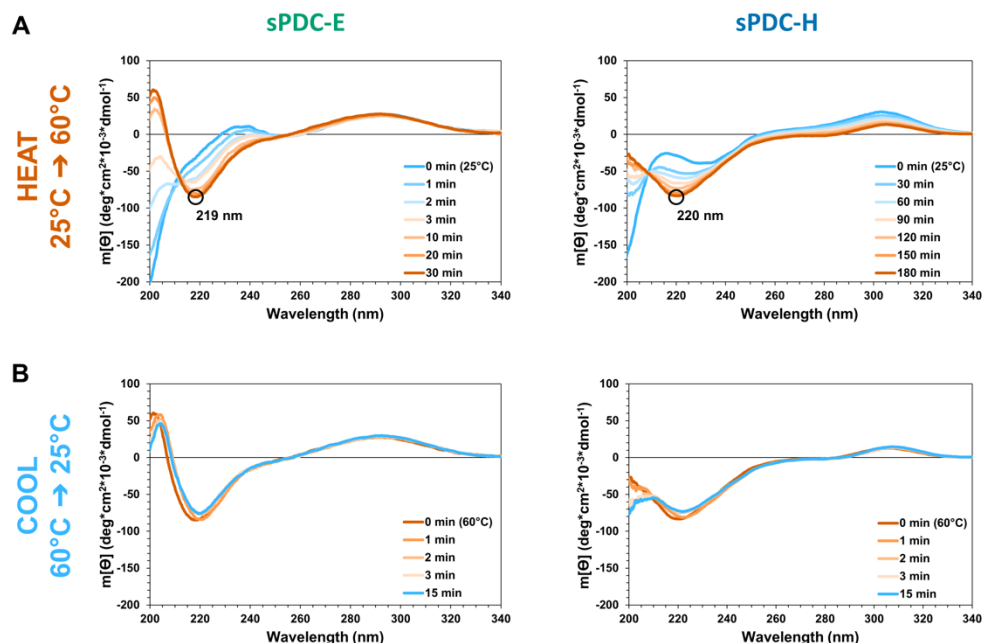 sPDC-E
sPDC-H
A
HEAT
25°C → 60°C
m[Θ] (deg*cm²*10⁻³*dmol⁻¹)
100
50
0
-50
-100
-150
-200
0 min (25°C)
1 min
2 min
3 min
10 min
20 min
30 min
219 nm
200 220 240 260 280 300 320 340
Wavelength (nm)
m[Θ] (deg*cm²*10⁻³*dmol⁻¹)
100
50
0
-50
-100
-150
-200
0 min (25°C)
30 min
60 min
90 min
120 min
150 min
180 min
220 nm
200 220 240 260 280 300 320 340
Wavelength (nm)
B
COOL
60°C → 25°C
m[Θ] (deg*cm²*10⁻³*dmol⁻¹)
100
50
0
-50
-100
-150
-200
0 min (60°C)
1 min
2 min
3 min
15 min
200 220 240 260 280 300 320 340
Wavelength (nm)
m[Θ] (deg*cm²*10⁻³*dmol⁻¹)
100
50
0
-50
-100
-150
-200
0 min (60°C)
1 min
2 min
3 min
15 min
200 220 240 260 280 300 320 340
Wavelength (nm)